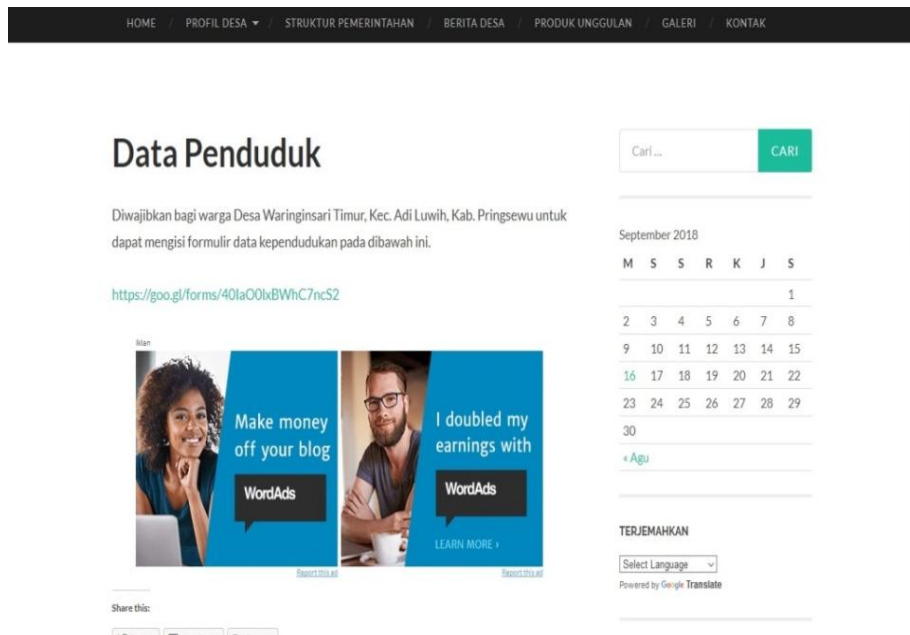 HOME / PROFIL DESA / STRUKTUR PEMERINTAHAN / BERITA DESA / PRODUK UNGGULAN / GALERI / KONTAK
Data Penduduk
Diwajibkan bagi warga Desa Waringinsari Timur, Kec. Adi Luwih, Kab. Pringsewu untuk
dapat mengisi formulir data kependudukan pada dibawah ini.
https://goo.gl/forms/40IaO0lxBWhC7ncS2
Iklan
Make money
off your blog
WordAds
Report this ad
I doubled my
earnings with
WordAds
LEARN MORE ›
Report this ad
Share this:
Cari ...
CARI
September 2018
M S S R K J S
1
2 3 4 5 6 7 8
9 10 11 12 13 14 15
16 17 18 19 20 21 22
23 24 25 26 27 28 29
30
« Agu
TERJEMAHKAN
Select Language
Powered by Google Translate